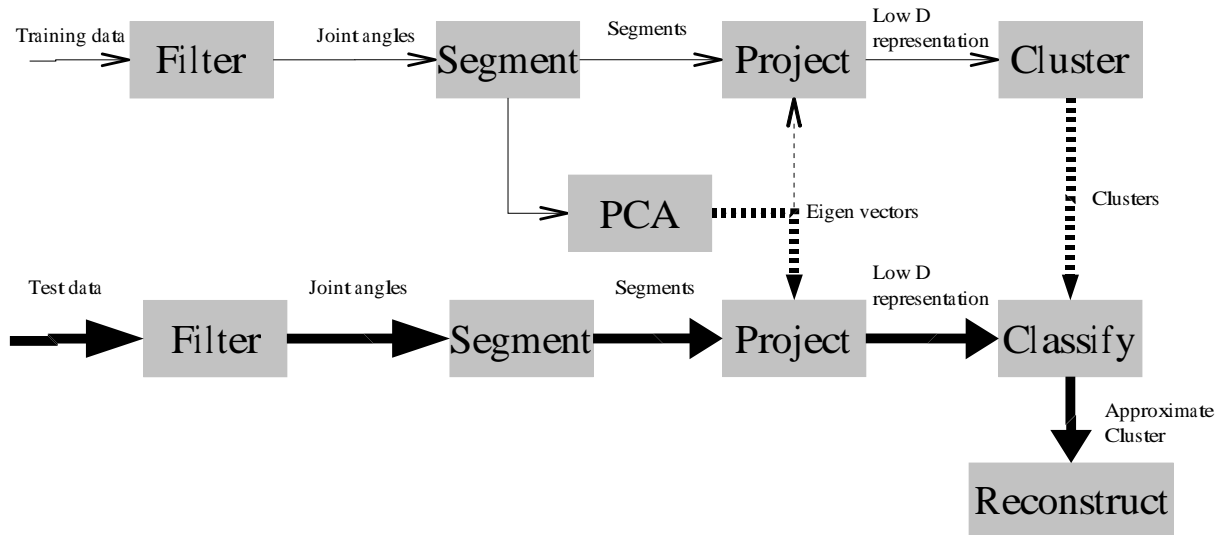 Training data
Filter
Joint angles
Segment
Segments
Project
Low D
representation
Cluster
PCA
Eigen vectors
Clusters
Test data
Filter
Joint angles
Segment
Segments
Project
Low D
representation
Classify
Approximate
Cluster
Reconstruct